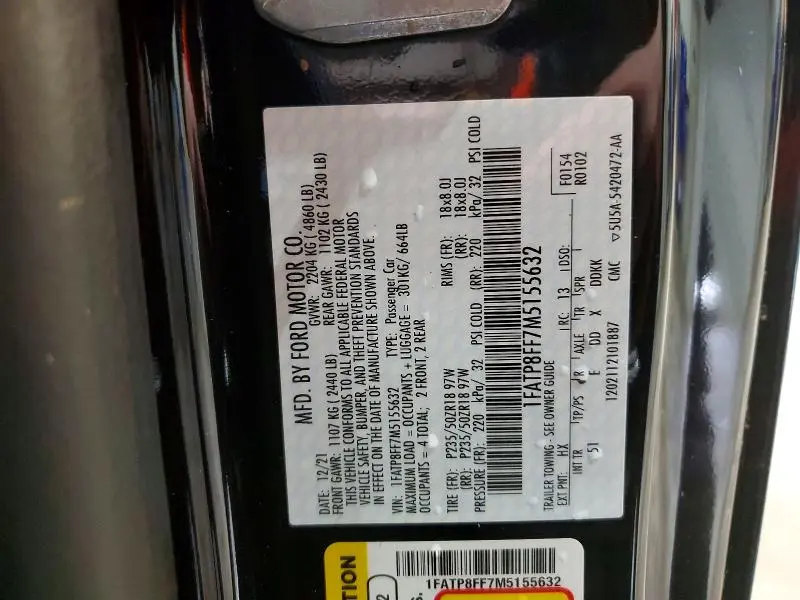 MFD. BY FORD MOTOR CO.
DATE: 12/21 GVWR: 2204 KG ( 4860 LB)
FRONT GAWR: 1107 KG ( 2440 LB) REAR GAWR: 1102 KG ( 2430 LB)
THIS VEHICLE CONFORMS TO ALL APPLICABLE FEDERAL MOTOR
VEHICLE SAFETY, BUMPER, AND THEFT PREVENTION STANDARDS
IN EFFECT ON THE DATE OF MANUFACTURE SHOWN ABOVE.
VIN: 1FATP8FF7M5155632 TYPE: Passenger Car
MAXIMUM LOAD = OCCUPANTS + LUGGAGE = 301KG/ 664LB
OCCUPANTS = 4 TOTAL; 2 FRONT, 2 REAR
TIRE (FR): P235/50ZR18 97W RIMS (FR): 18x8.0J
(RR): P235/50ZR18 97W (RR): 18x8.0J
PRESSURE (FR): 220 kPa/ 32 PSI COLD (RR): 220 kPa/ 32 PSI COLD
1FATP8FF7M5155632
TRAILER TOWING - SEE OWNER GUIDE F0154
EXT PNT: HX RC: 13 DSO: R0102
INT TR TP/PS R AXLE TR SPR
51 E DD X DDKK
1202112101887 CMC ▽5U5A-5420472-AA
1FATP8FF7M5155632